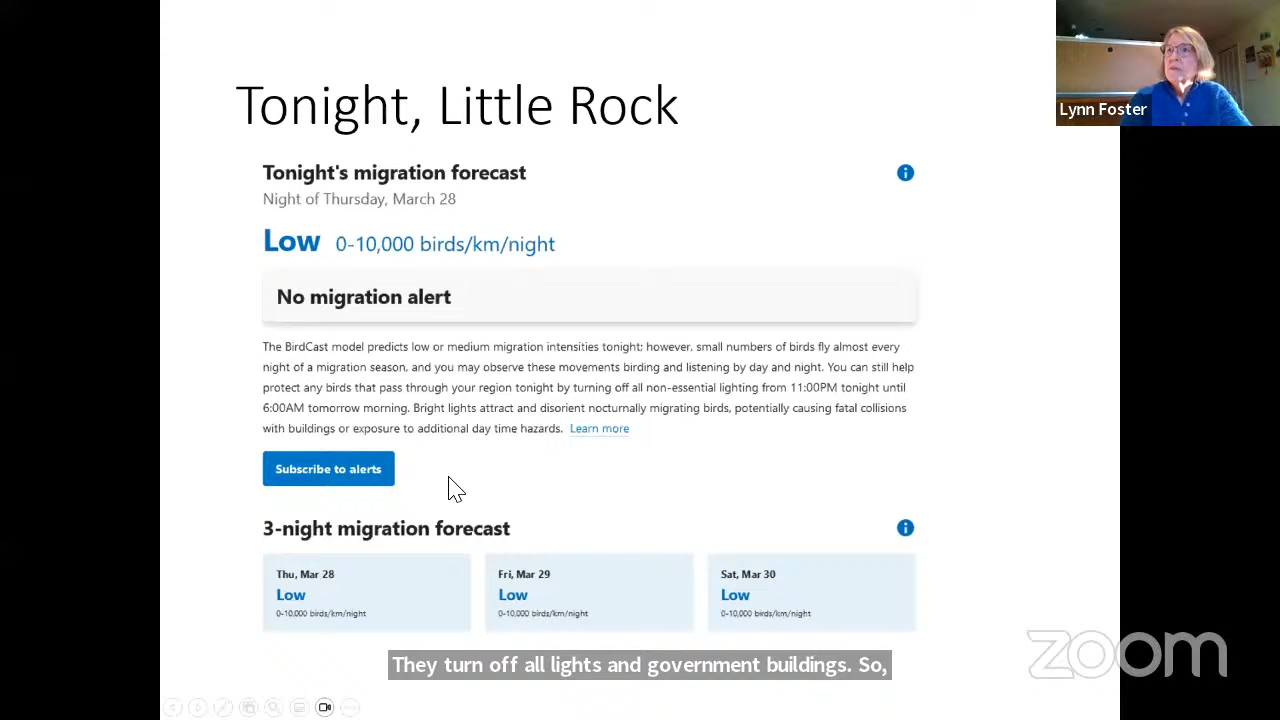 Tonight, Little Rock
Lynn Foster
Tonight's migration forecast
Night of Thursday, March 28
Low 0-10,000 birds/km/night
No migration alert
The BirdCast model predicts low or medium migration intensities tonight; however, small numbers of birds fly almost every
night of a migration season, and you may observe these movements birding and listening by day and night. You can still help
protect any birds that pass through your region tonight by turning off all non-essential lighting from 11:00PM tonight until
6:00AM tomorrow morning. Bright lights attract and disorient nocturnally migrating birds, potentially causing fatal collisions
with buildings or exposure to additional day time hazards. Learn more
Subscribe to alerts
3-night migration forecast
Thu, Mar 28
Low
0-10,000 birds/km/night
Fri, Mar 29
Low
0-10,000 birds/km/night
Sat, Mar 30
Low
0-10,000 birds/km/night
They turn off all lights and government buildings. So,
zoom